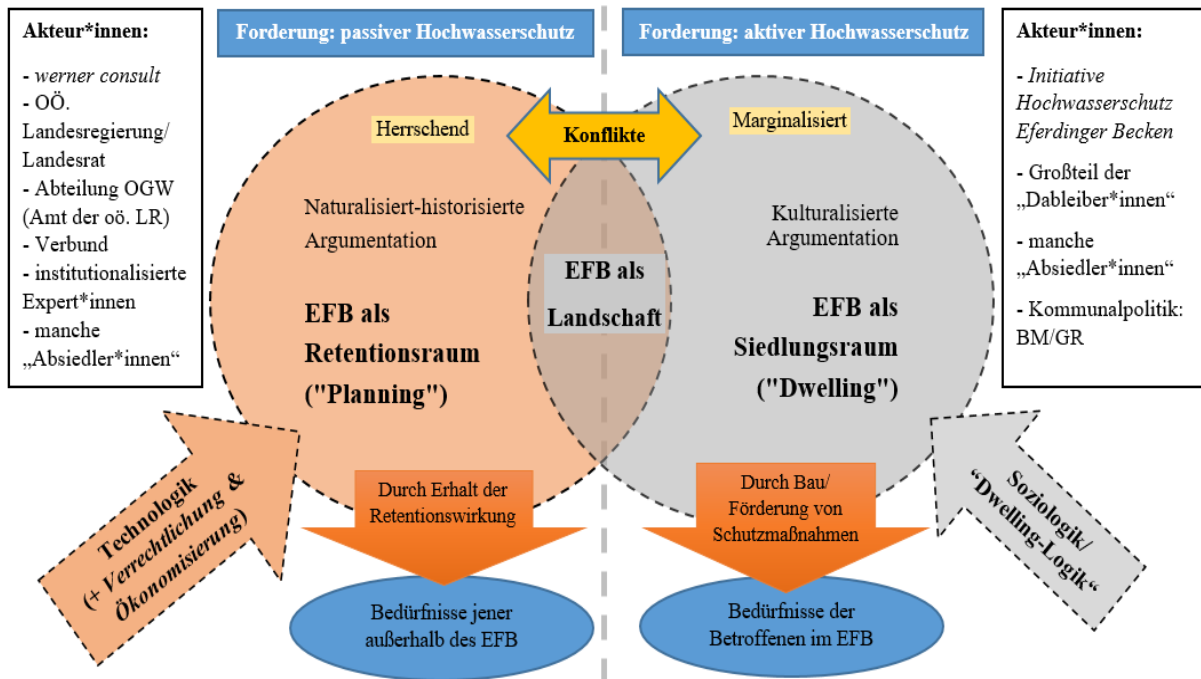 Akteur*innen:
- werner consult
- OÖ.
Landesregierung/
Landesrat
- Abteilung OGW
(Amt der oö. LR)
- Verbund
- institutionalisierte
Expert*innen
- manche
„Absiedler*innen“
Forderung: passiver Hochwasserschutz
Forderung: aktiver Hochwasserschutz
Akteur*innen:
- Initiative
Hochwasserschutz
Eferdinger Becken
- Großteil der
„Dableiber*innen“
- manche
„Absiedler*innen“
- Kommunalpolitik:
BM/GR
Herrschend
Konflikte
Marginalisiert
Naturalisiert-historisierte
Argumentation
Kulturalisierte
Argumentation
EFB als
Landschaft
EFB als
Retentionsraum
("Planning")
EFB als
Siedlungsraum
("Dwelling")
Technologik
(+ Verrechtlichung &
Ökonomisierung)
Durch Erhalt der
Retentionswirkung
Durch Bau/
Förderung von
Schutzmaßnahmen
Soziologik/
“Dwelling-Logik“
Bedürfnisse jener
außerhalb des EFB
Bedürfnisse der
Betroffenen im EFB